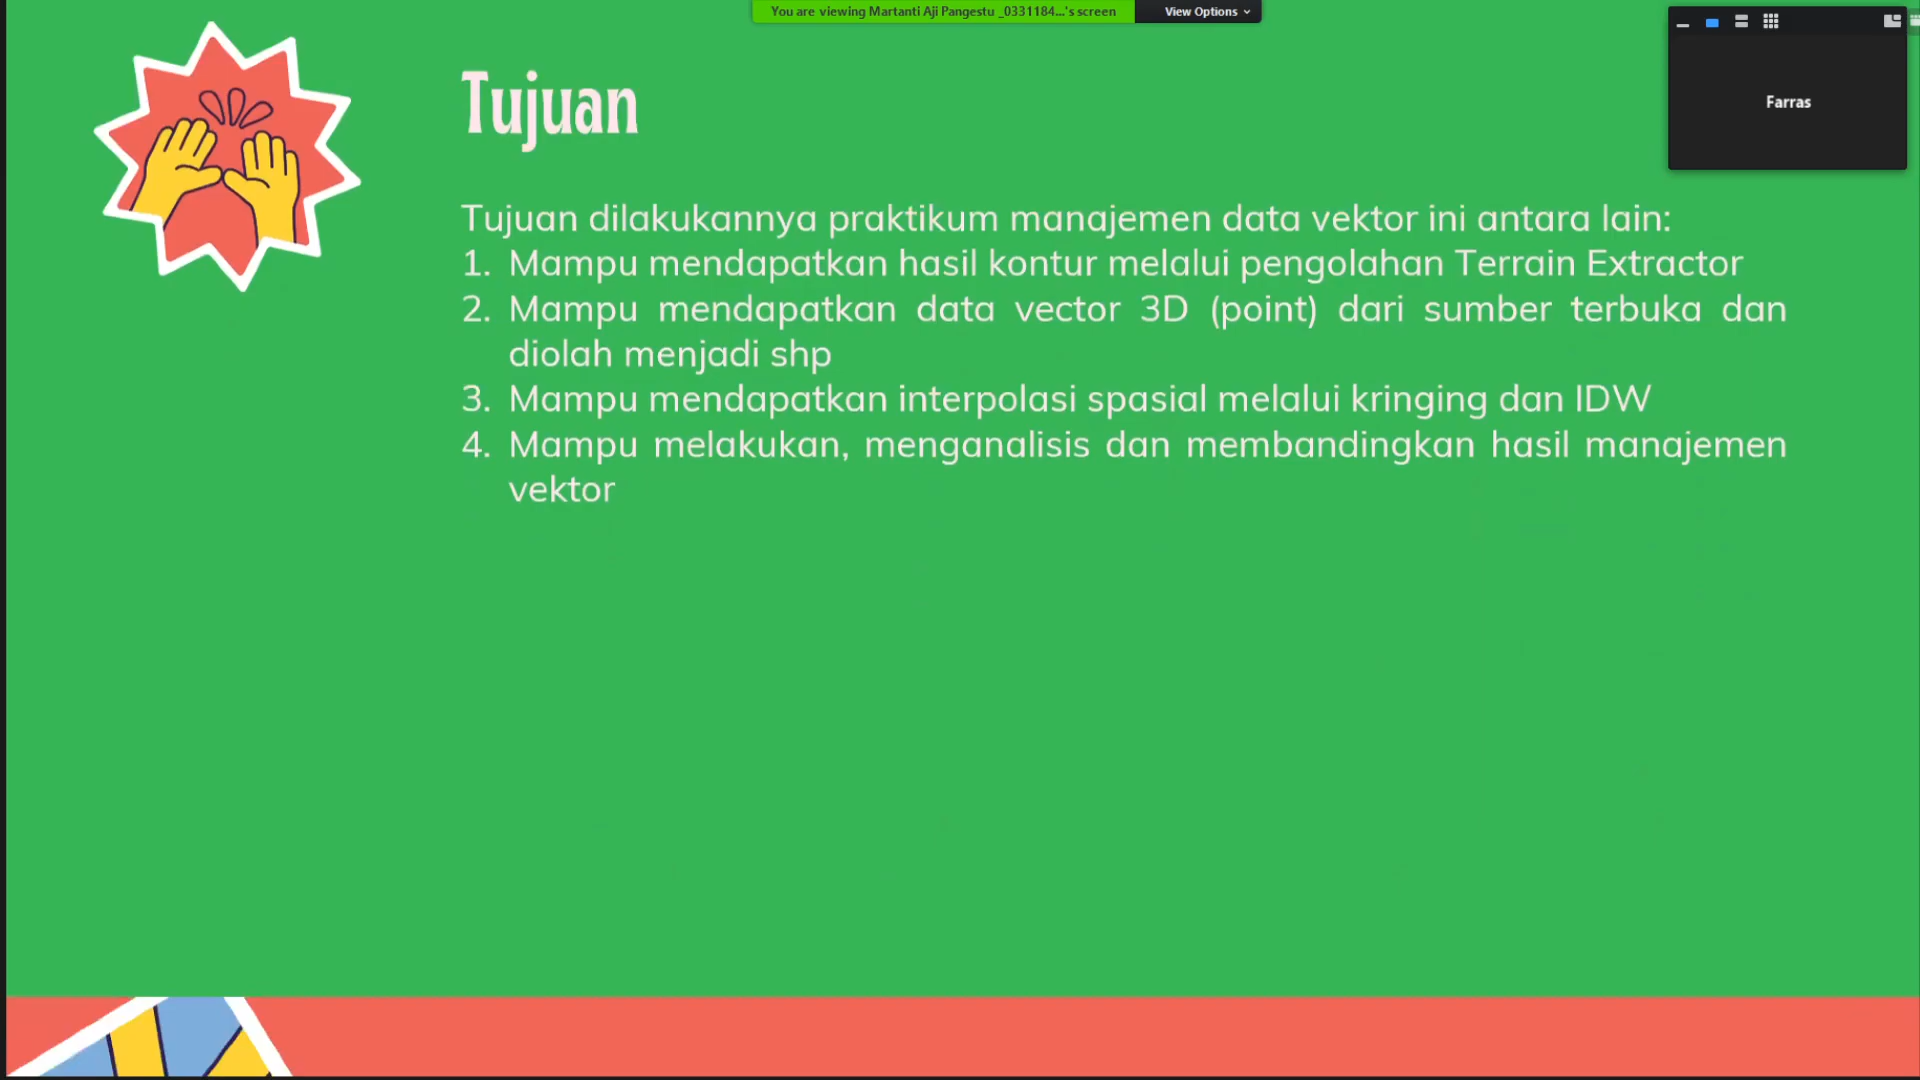 You are viewing Martanti Aji Pangestu _0331184...'s screen
View Options
Farras
Tujuan
Tujuan dilakukannya praktikum manajemen data vektor ini antara lain:
1. Mampu mendapatkan hasil kontur melalui pengolahan Terrain Extractor
2. Mampu mendapatkan data vector 3D (point) dari sumber terbuka dan
diolah menjadi shp
3. Mampu mendapatkan interpolasi spasial melalui kringing dan IDW
4. Mampu melakukan, menganalisis dan membandingkan hasil manajemen
vektor